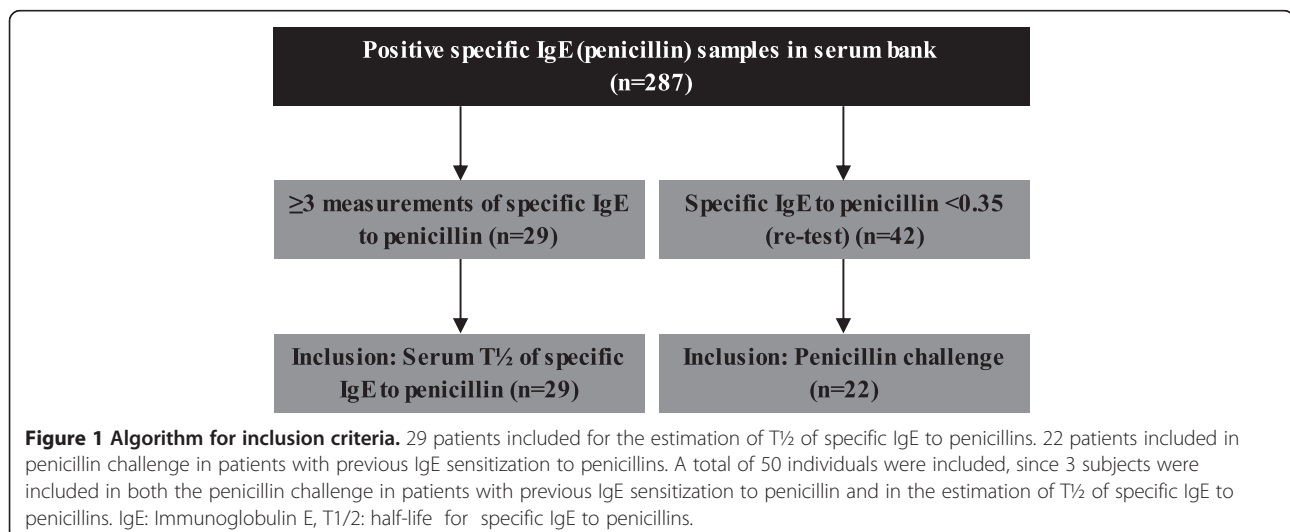 Positive specific IgE (penicillin) samples in serum bank
(n=287)
≥3 measurements of specific IgE
to penicillin (n=29)
Specific IgE to penicillin <0.35
(re-test) (n=42)
Inclusion: Serum T½ of specific
IgE to penicillin (n=29)
Inclusion: Penicillin challenge
(n=22)
Figure 1 Algorithm for inclusion criteria. 29 patients included for the estimation of T½ of specific IgE to penicillins. 22 patients included in
penicillin challenge in patients with previous IgE sensitization to penicillins. A total of 50 individuals were included, since 3 subjects were
included in both the penicillin challenge in patients with previous IgE sensitization to penicillin and in the estimation of T½ of specific IgE to
penicillins. IgE: Immunoglobulin E, T1/2: half-life for specific IgE to penicillins.